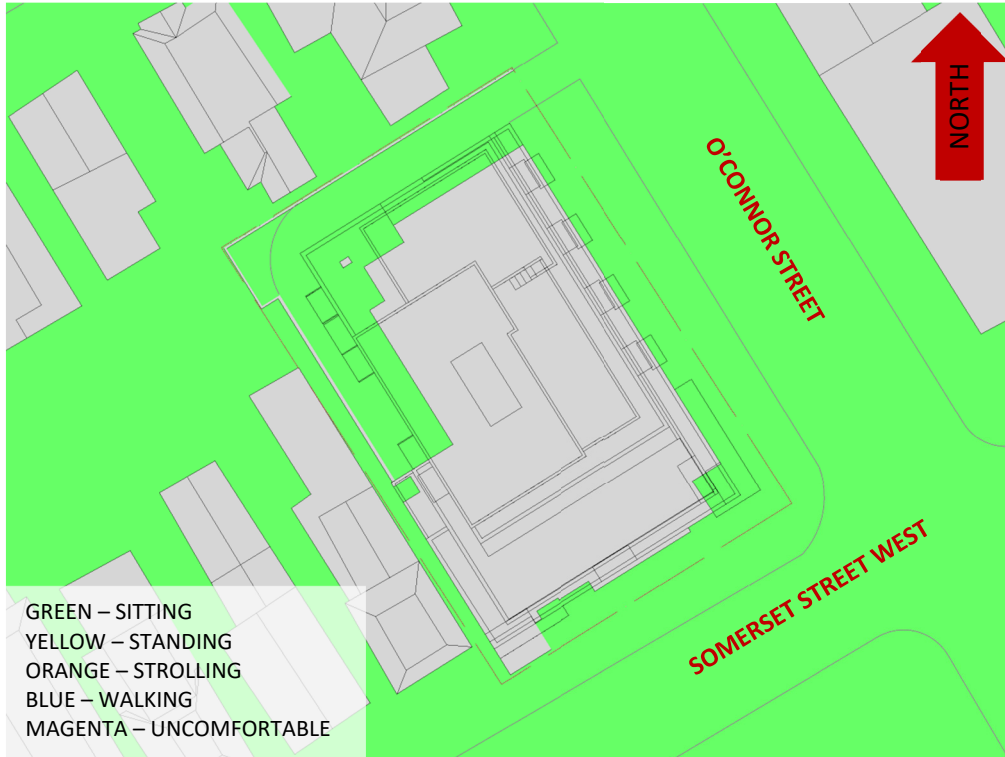 NORTH
O'CONNOR STREET
SOMERSET STREET WEST
GREEN – SITTING
YELLOW – STANDING
ORANGE – STROLLING
BLUE – WALKING
MAGENTA – UNCOMFORTABLE